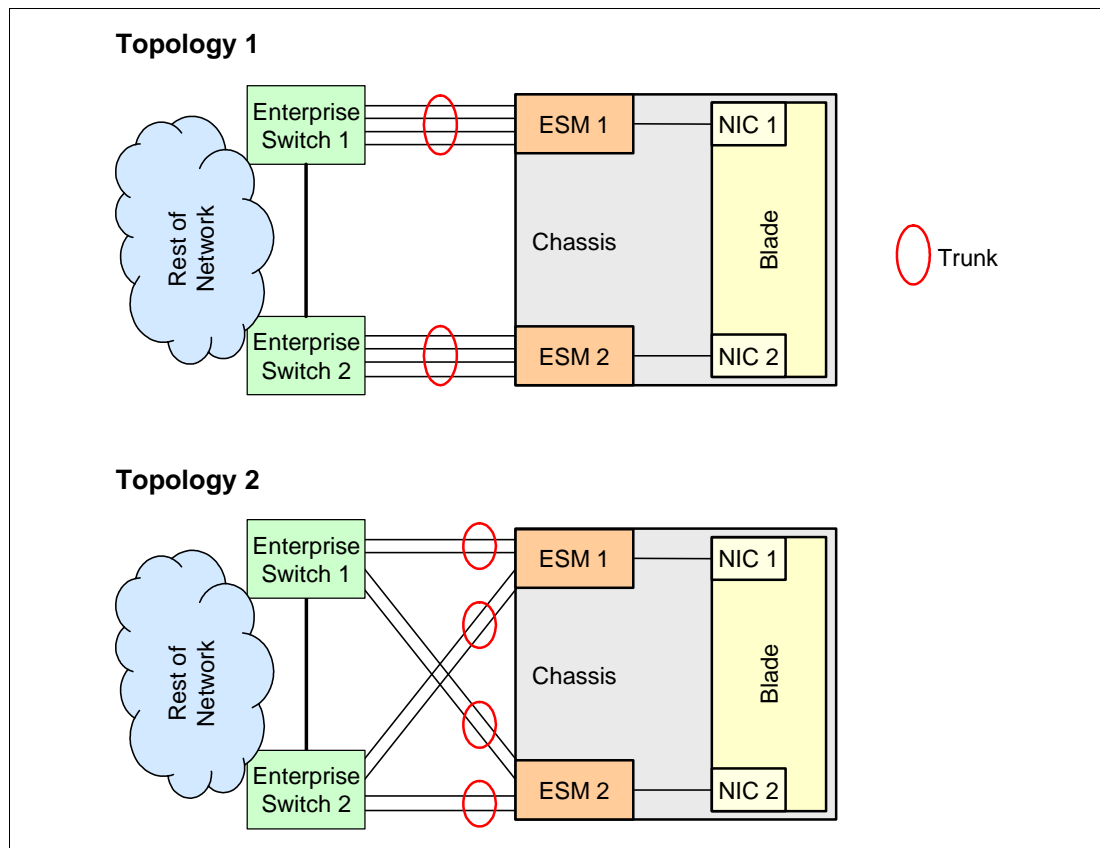 Topology 1
Enterprise
Switch 1
ESM 1
NIC 1
Rest of
Network
Chassis
Blade
Trunk
Enterprise
Switch 2
ESM 2
NIC 2
Topology 2
Enterprise
Switch 1
ESM 1
NIC 1
Rest of
Network
Chassis
Blade
Enterprise
Switch 2
ESM 2
NIC 2